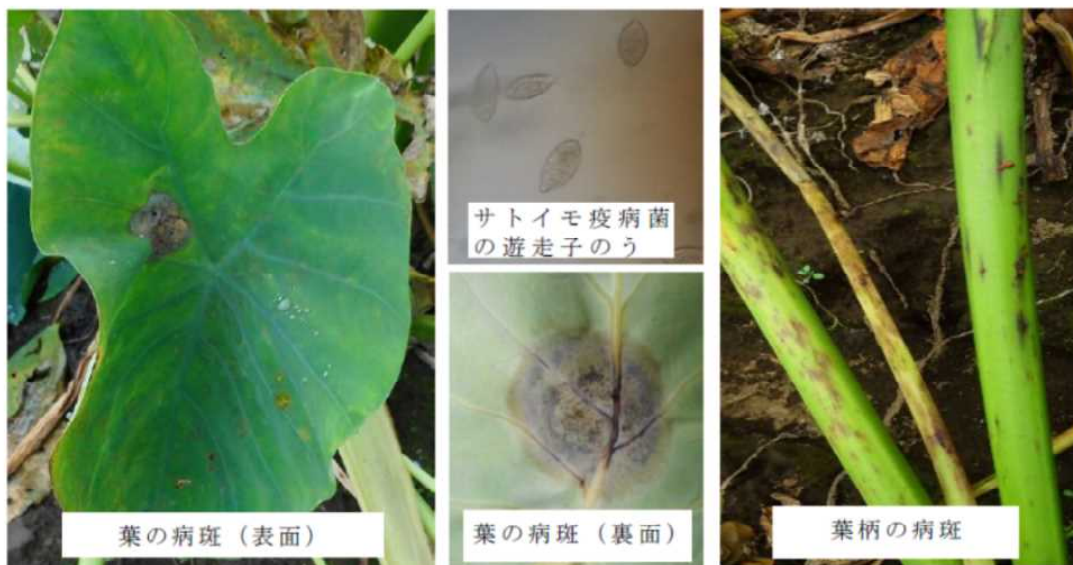 葉の病斑（表面）
サトイモ疫病菌
の遊走子のう
葉の病斑（裏面）
葉柄の病斑